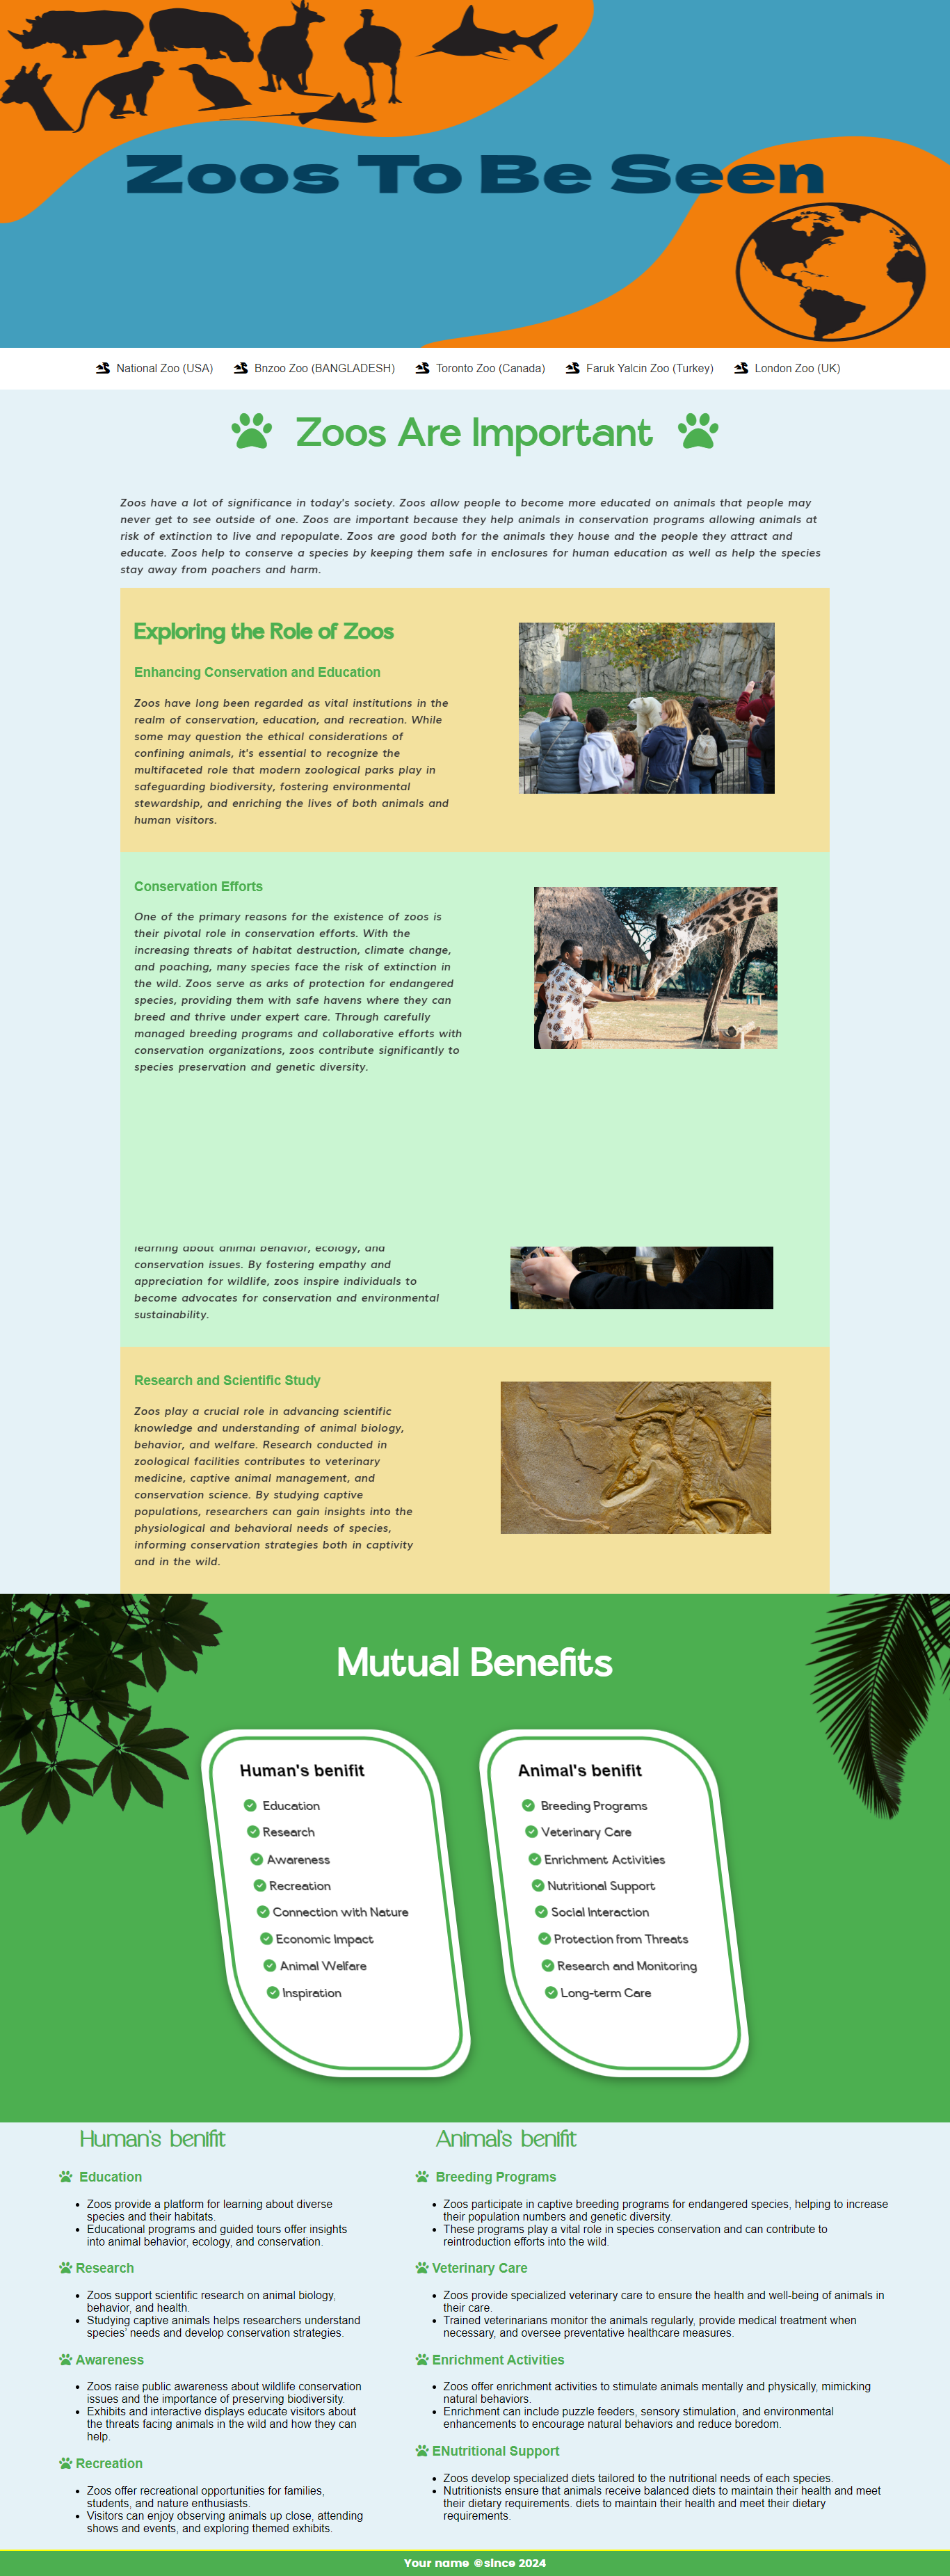 Zoos To Be Seen
National Zoo (USA) Bnzoo Zoo (BANGLADESH) Toronto Zoo (Canada) Faruk Yalcin Zoo (Turkey) London Zoo (UK)
Zoos Are Important
Zoos have a lot of significance in today's society. Zoos allow people to become more educated on animals that people may
never get to see outside of one. Zoos are important because they help animals in conservation programs allowing animals at
risk of extinction to live and repopulate. Zoos are good both for the animals they house and the people they attract and
educate. Zoos help to conserve a species by keeping them safe in enclosures for human education as well as help the species
stay away from poachers and harm.
Exploring the Role of Zoos
Enhancing Conservation and Education
Zoos have long been regarded as vital institutions in the
realm of conservation, education, and recreation. While
some may question the ethical considerations of
confining animals, it's essential to recognize the
multifaceted role that modern zoological parks play in
safeguarding biodiversity, fostering environmental
stewardship, and enriching the lives of both animals and
human visitors.
Conservation Efforts
One of the primary reasons for the existence of zoos is
their pivotal role in conservation efforts. With the
increasing threats of habitat destruction, climate change,
and poaching, many species face the risk of extinction in
the wild. Zoos serve as arks of protection for endangered
species, providing them with safe havens where they can
breed and thrive under expert care. Through carefully
managed breeding programs and collaborative efforts with
conservation organizations, zoos contribute significantly to
species preservation and genetic diversity.
learning about animal behavior, ecology, and
conservation issues. By fostering empathy and
appreciation for wildlife, zoos inspire individuals to
become advocates for conservation and environmental
sustainability.
Research and Scientific Study
Zoos play a crucial role in advancing scientific
knowledge and understanding of animal biology,
behavior, and welfare. Research conducted in
zoological facilities contributes to veterinary
medicine, captive animal management, and
conservation science. By studying captive
populations, researchers can gain insights into the
physiological and behavioral needs of species,
informing conservation strategies both in captivity
and in the wild.
Mutual Benefits
Human's benifit
Education
Research
Awareness
Recreation
Connection with Nature
Economic Impact
Animal Welfare
Inspiration
Animal's benifit
Breeding Programs
Veterinary Care
Enrichment Activities
Nutritional Support
Social Interaction
Protection from Threats
Research and Monitoring
Long-term Care
Human's benifit
Education
Zoos provide a platform for learning about diverse
species and their habitats.
Educational programs and guided tours offer insights
into animal behavior, ecology, and conservation.
Research
Zoos support scientific research on animal biology,
behavior, and health.
Studying captive animals helps researchers understand
species' needs and develop conservation strategies.
Awareness
Zoos raise public awareness about wildlife conservation
issues and the importance of preserving biodiversity.
Exhibits and interactive displays educate visitors about
the threats facing animals in the wild and how they can
help.
Recreation
Zoos offer recreational opportunities for families,
students, and nature enthusiasts.
Visitors can enjoy observing animals up close, attending
shows and events, and exploring themed exhibits.
Animal's benifit
Breeding Programs
Zoos participate in captive breeding programs for endangered species, helping to increase
their population numbers and genetic diversity.
These programs play a vital role in species conservation and can contribute to
reintroduction efforts into the wild.
Veterinary Care
Zoos provide specialized veterinary care to ensure the health and well-being of animals in
their care.
Trained veterinarians monitor the animals regularly, provide medical treatment when
necessary, and oversee preventative healthcare measures.
Enrichment Activities
Zoos offer enrichment activities to stimulate animals mentally and physically, mimicking
natural behaviors.
Enrichment can include puzzle feeders, sensory stimulation, and environmental
enhancements to encourage natural behaviors and reduce boredom.
ENutritional Support
Zoos develop specialized diets tailored to the nutritional needs of each species.
Nutritionists ensure that animals receive balanced diets to maintain their health and meet
their dietary requirements. diets to maintain their health and meet their dietary
requirements.
Your name ©since 2024